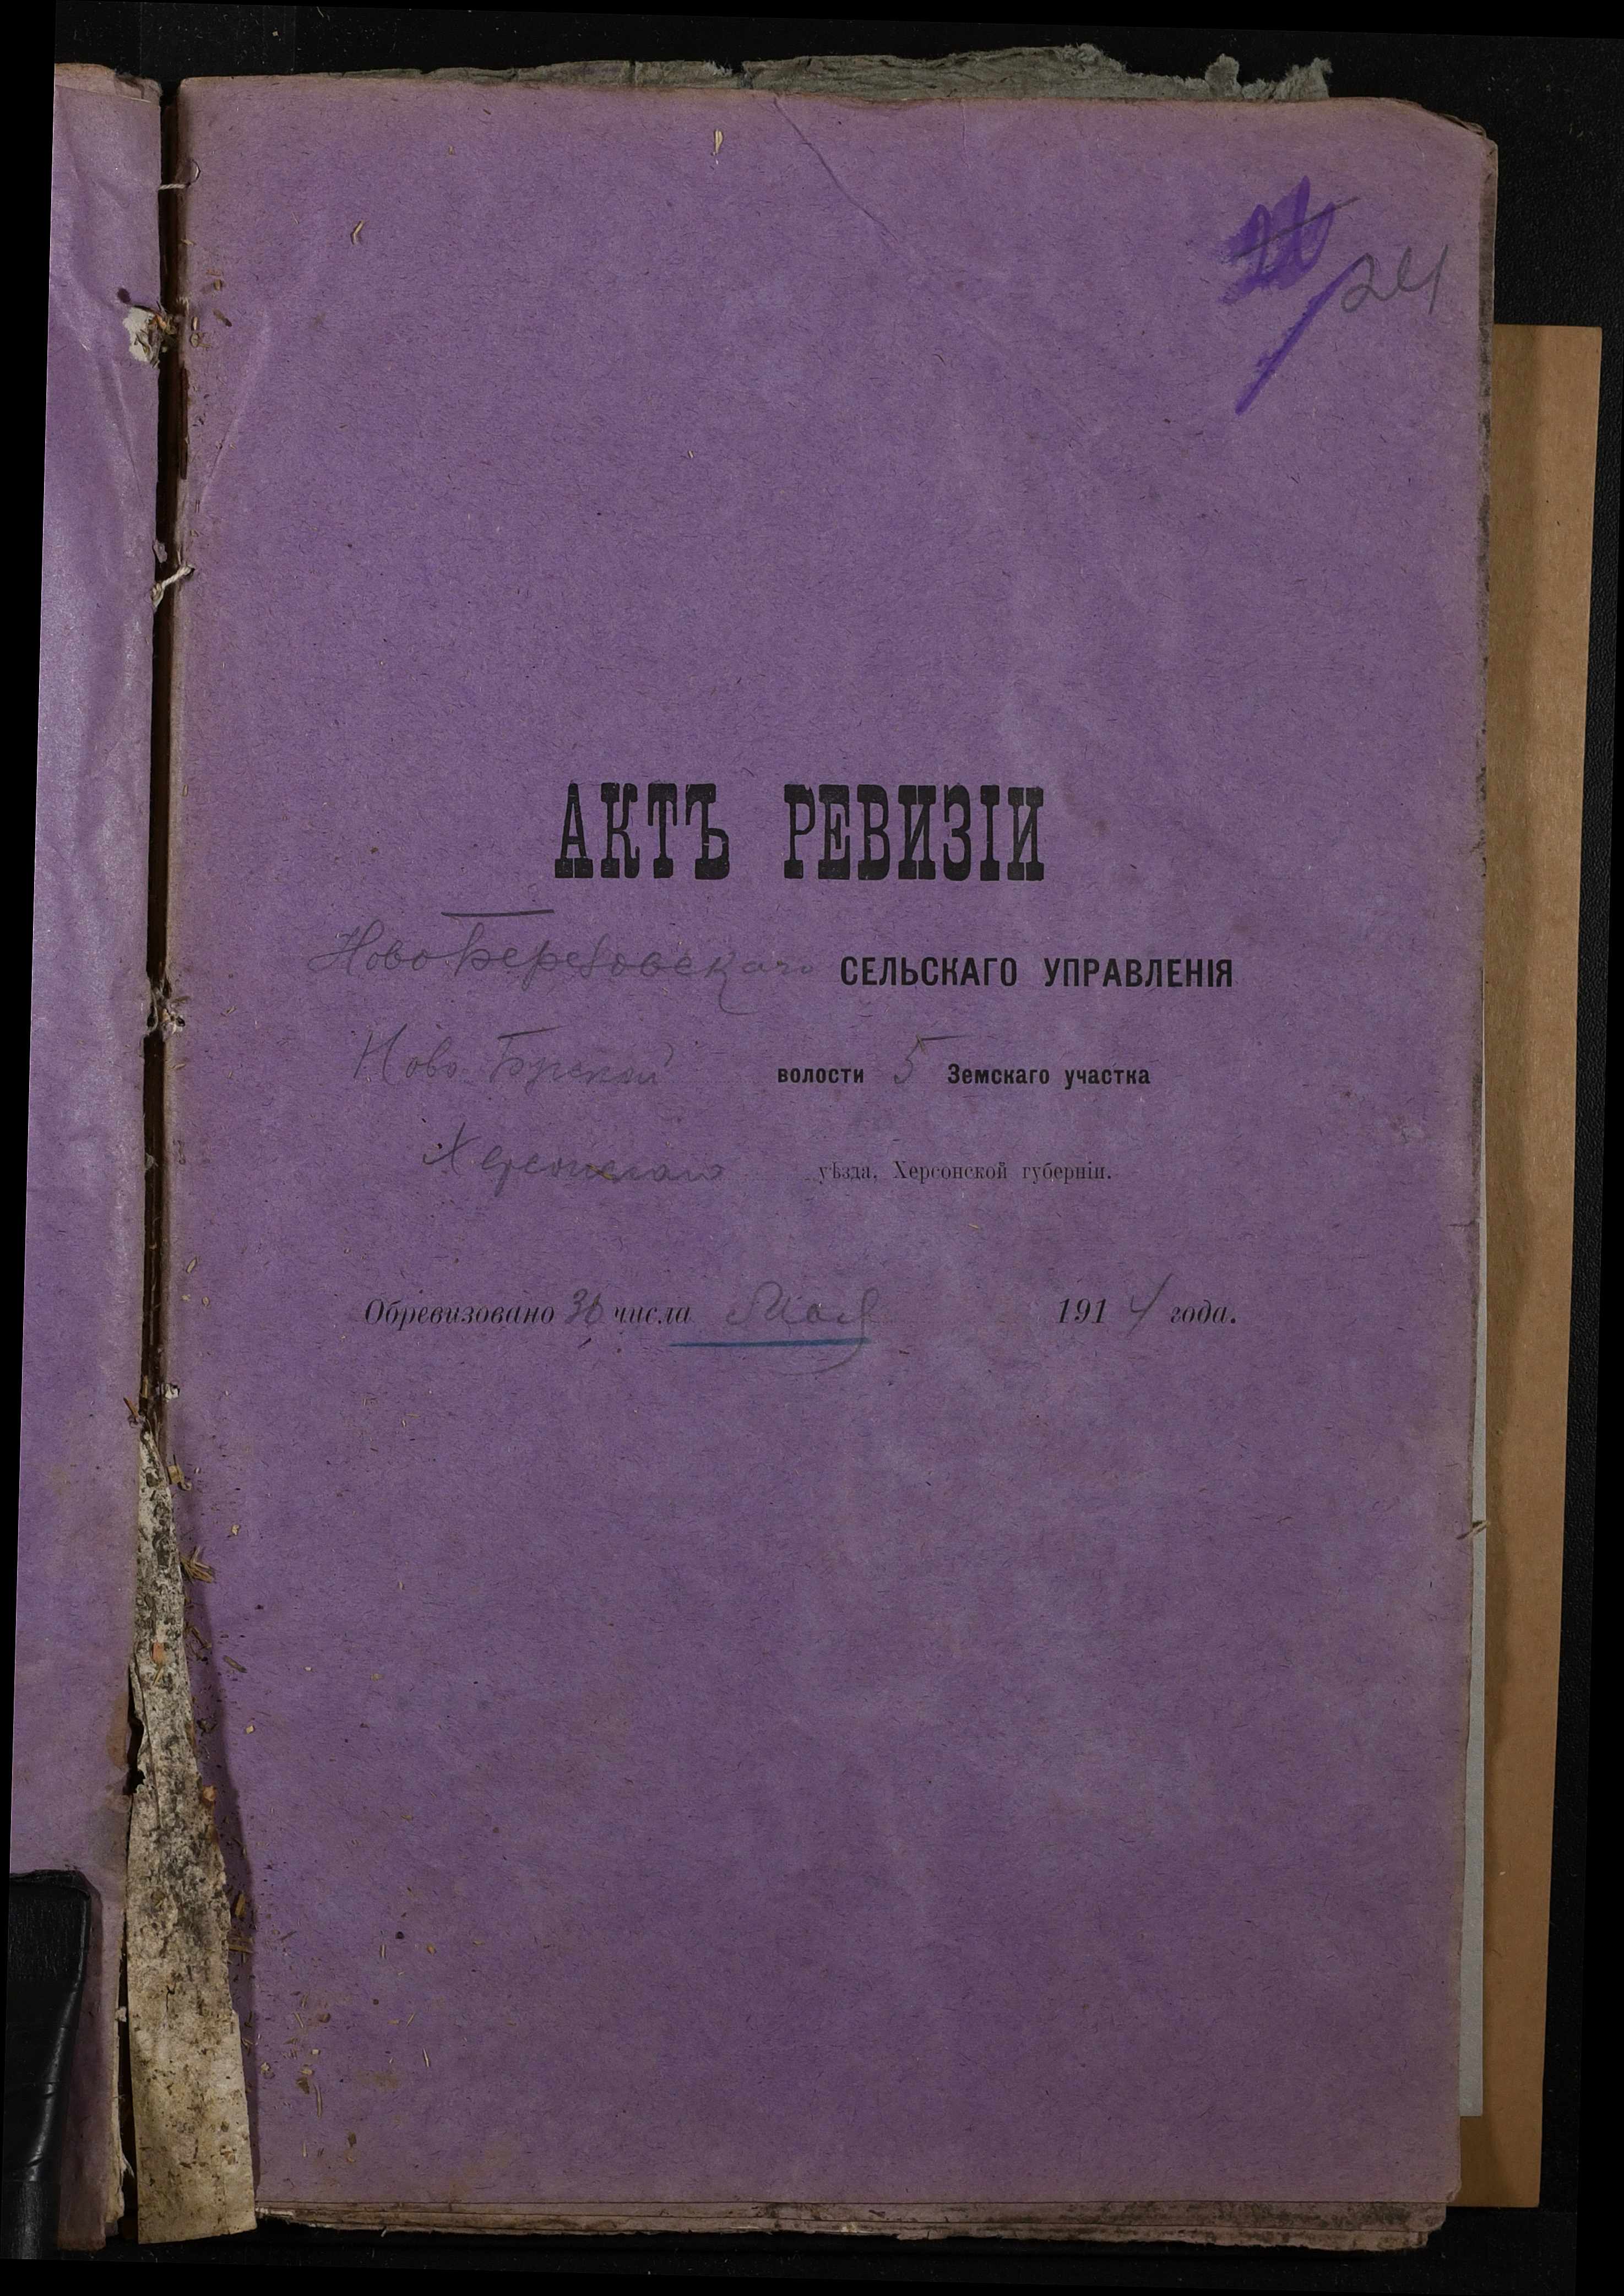 24
АКТЪ РЕВИЗІИ
Ново Березовскаго СЕЛЬСКАГО УПРАВЛЕНІЯ
Ново Бугской волости 5 Земскаго участка
Херсонскаго уѣзда, Херсонской губерніи.
Обревизовано 30 числа Мая 1914 года.